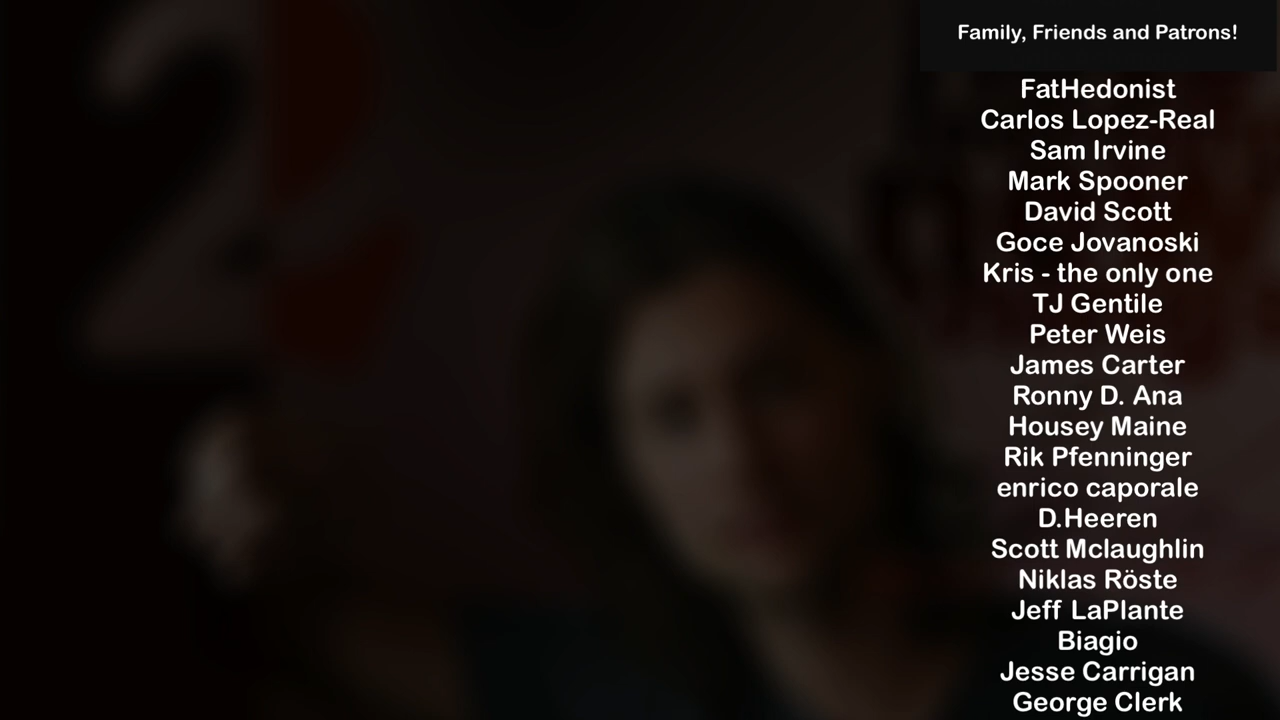 Family, Friends and Patrons!
FatHedonist
Carlos Lopez-Real
Sam Irvine
Mark Spooner
David Scott
Goce Jovanoski
Kris - the only one
TJ Gentile
Peter Weis
James Carter
Ronny D. Ana
Housey Maine
Rik Pfenninger
enrico caporale
D.Heeren
Scott Mclaughlin
Niklas Röste
Jeff LaPlante
Biagio
Jesse Carrigan
George Clerk